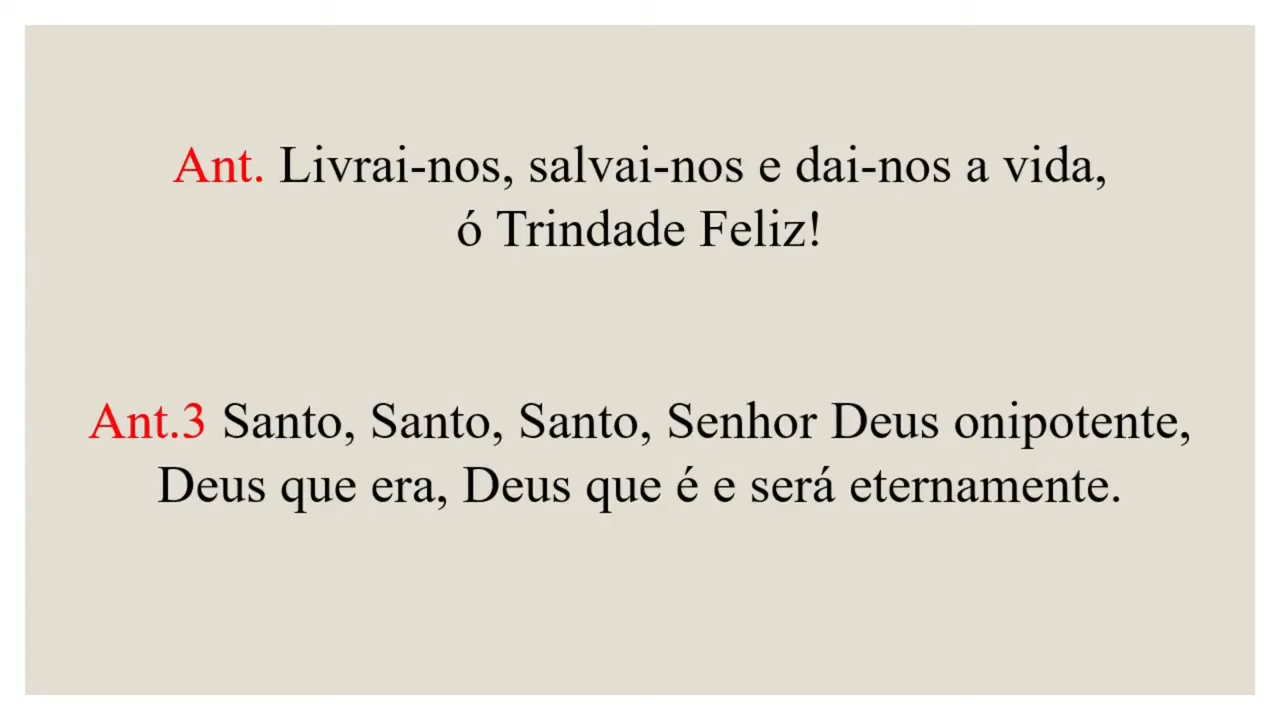 Ant. Livrai-nos, salvai-nos e dai-nos a vida,
ó Trindade Feliz!
Ant.3 Santo, Santo, Santo, Senhor Deus onipotente,
Deus que era, Deus que é e será eternamente.